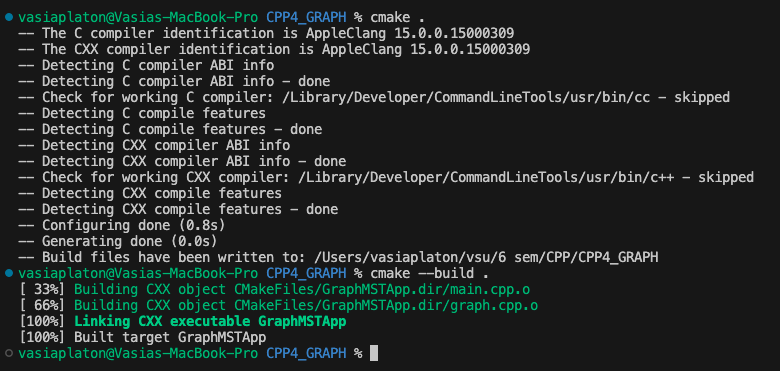 vasiaplaton@Vasias-MacBook-Pro CPP4_GRAPH % cmake .
-- The C compiler identification is AppleClang 15.0.0.15000309
-- The CXX compiler identification is AppleClang 15.0.0.15000309
-- Detecting C compiler ABI info
-- Detecting C compiler ABI info - done
-- Check for working C compiler: /Library/Developer/CommandLineTools/usr/bin/cc - skipped
-- Detecting C compile features
-- Detecting C compile features - done
-- Detecting CXX compiler ABI info
-- Detecting CXX compiler ABI info - done
-- Check for working CXX compiler: /Library/Developer/CommandLineTools/usr/bin/c++ - skipped
-- Detecting CXX compile features
-- Detecting CXX compile features - done
-- Configuring done (0.8s)
-- Generating done (0.0s)
-- Build files have been written to: /Users/vasiaplaton/vsu/6 sem/CPP/CPP4_GRAPH
vasiaplaton@Vasias-MacBook-Pro CPP4_GRAPH % cmake --build .
[ 33%] Building CXX object CMakeFiles/GraphMSTApp.dir/main.cpp.o
[ 66%] Building CXX object CMakeFiles/GraphMSTApp.dir/graph.cpp.o
[100%] Linking CXX executable GraphMSTApp
[100%] Built target GraphMSTApp
vasiaplaton@Vasias-MacBook-Pro CPP4_GRAPH %